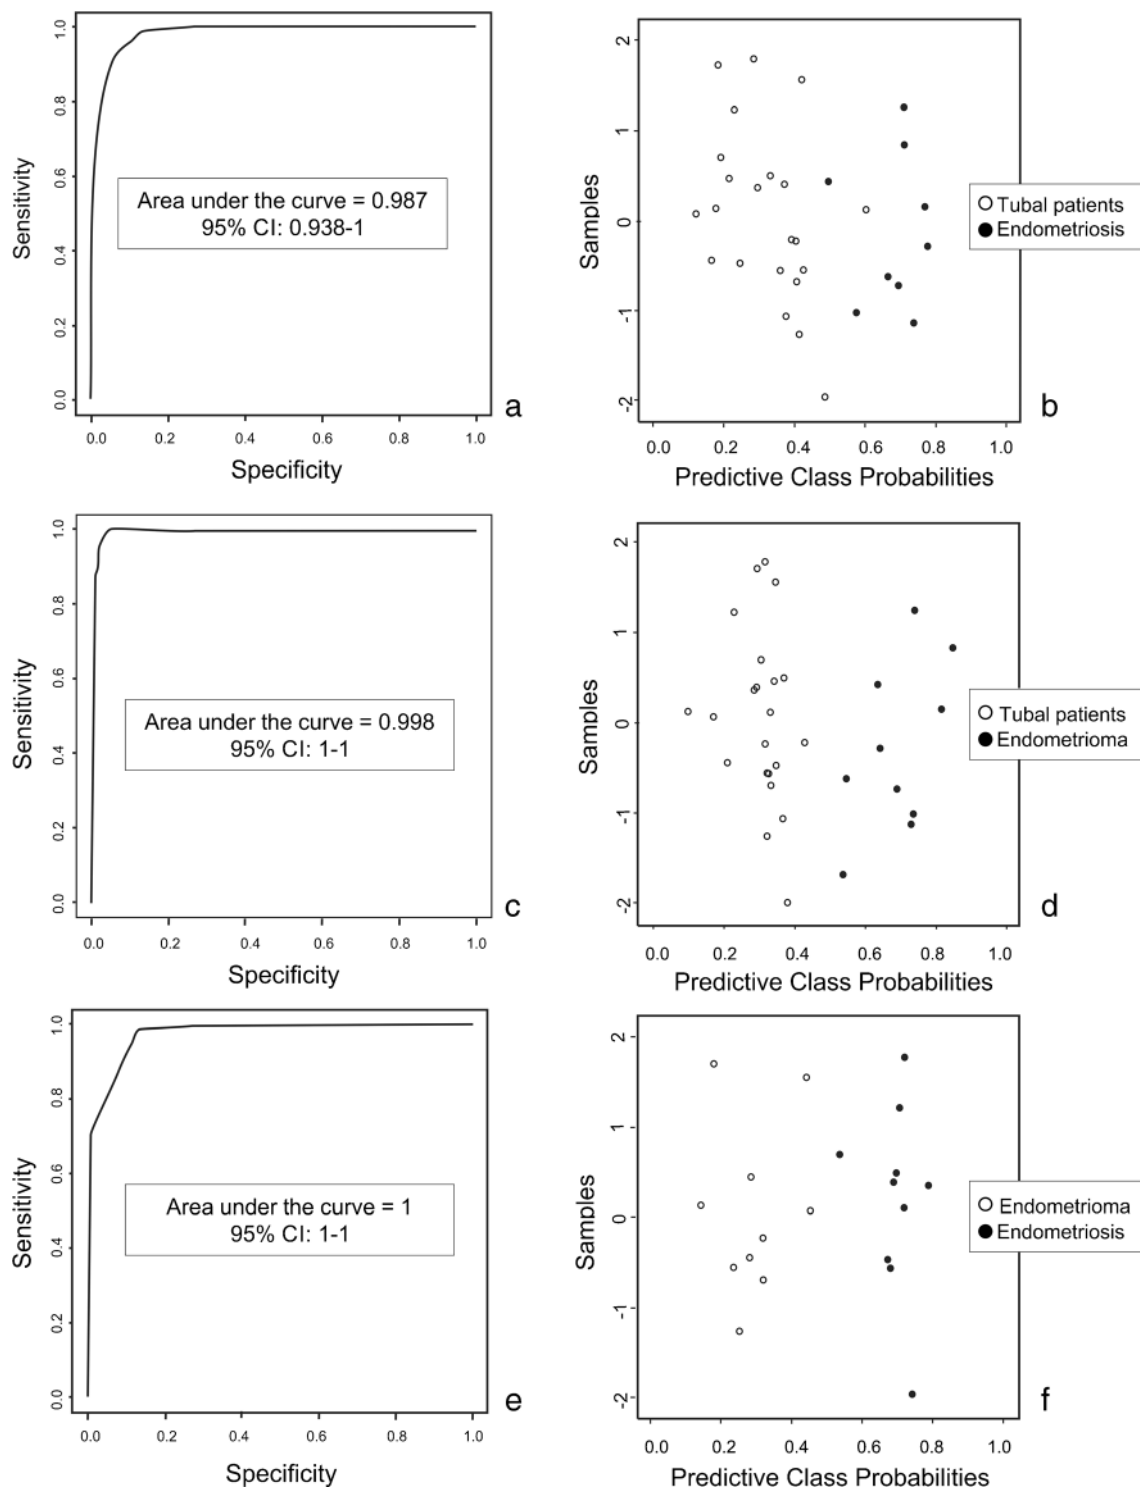 1.0
0.8
0.6
0.4
0.2
0.0
Sensitivity
Area under the curve = 0.987
95% CI: 0.938-1
0.0 0.2 0.4 0.6 0.8 1.0
Specificity
a
2
1
0
-1
-2
Samples
Tubal patients
Endometriosis
0.0 0.2 0.4 0.6 0.8 1.0
Predictive Class Probabilities
b
1.0
0.8
0.6
0.4
0.2
0.0
Sensitivity
Area under the curve = 0.998
95% CI: 1-1
0.0 0.2 0.4 0.6 0.8 1.0
Specificity
c
2
1
0
-1
-2
Samples
Tubal patients
Endometrioma
0.0 0.2 0.4 0.6 0.8 1.0
Predictive Class Probabilities
d
1.0
0.8
0.6
0.4
0.2
0.0
Sensitivity
Area under the curve = 1
95% CI: 1-1
0.0 0.2 0.4 0.6 0.8 1.0
Specificity
e
2
1
0
-1
-2
Samples
Endometrioma
Endometriosis
0.0 0.2 0.4 0.6 0.8 1.0
Predictive Class Probabilities
f